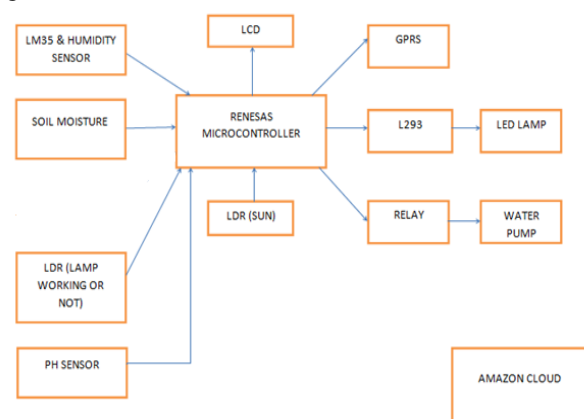 LCD
GPRS
LM35 & HUMIDITY
SENSOR
SOIL MOISTURE
RENESAS
MICROCONTROLLER
L293
LED LAMP
LDR (SUN)
RELAY
WATER
PUMP
LDR (LAMP
WORKING OR
NOT)
PH SENSOR
AMAZON CLOUD